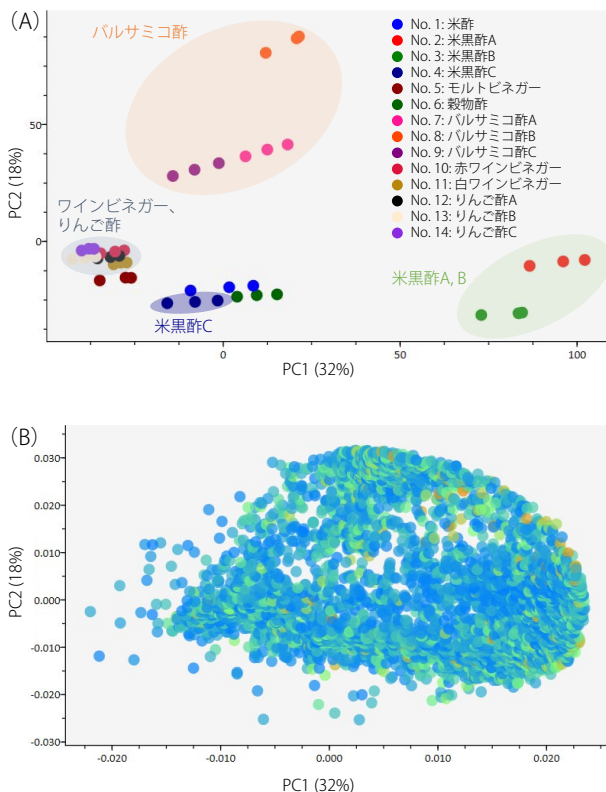 (A)
バルサミコ酢
No. 1: 米酢
No. 2: 米黒酢A
No. 3: 米黒酢B
No. 4: 米黒酢C
No. 5: モルトビネガー
No. 6: 穀物酢
No. 7: バルサミコ酢A
No. 8: バルサミコ酢B
No. 9: バルサミコ酢C
No. 10: 赤ワインビネガー
No. 11: 白ワインビネガー
No. 12: りんご酢A
No. 13: りんご酢B
No. 14: りんご酢C
50
PC2 (18%)
ワインビネガー、
りんご酢
0
米黒酢A, B
米黒酢C
0
50
100
PC1 (32%)
(B)
0.030
0.020
0.010
PC2 (18%)
0.000
-0.010
-0.020
-0.030
-0.020
-0.010
0.000
0.010
0.020
PC1 (32%)